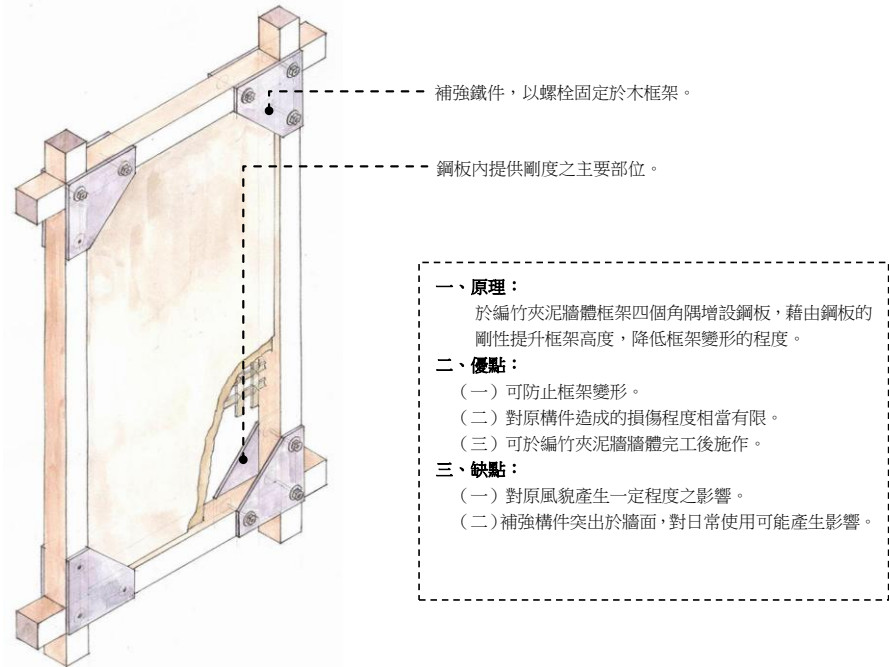 補強鐵件，以螺栓固定於木框架。
鋼板內提供剛度之主要部位。
一、原理：
於編竹夾泥牆體框架四個角隅增設鋼板，藉由鋼板的
剛性提升框架高度，降低框架變形的程度。
二、優點：
（一）可防止框架變形。
（二）對原構件造成的損傷程度相當有限。
（三）可於編竹夾泥牆牆體完工後施作。
三、缺點：
（一）對原風貌產生一定程度之影響。
（二）補強構件突出於牆面，對日常使用可能產生影響。